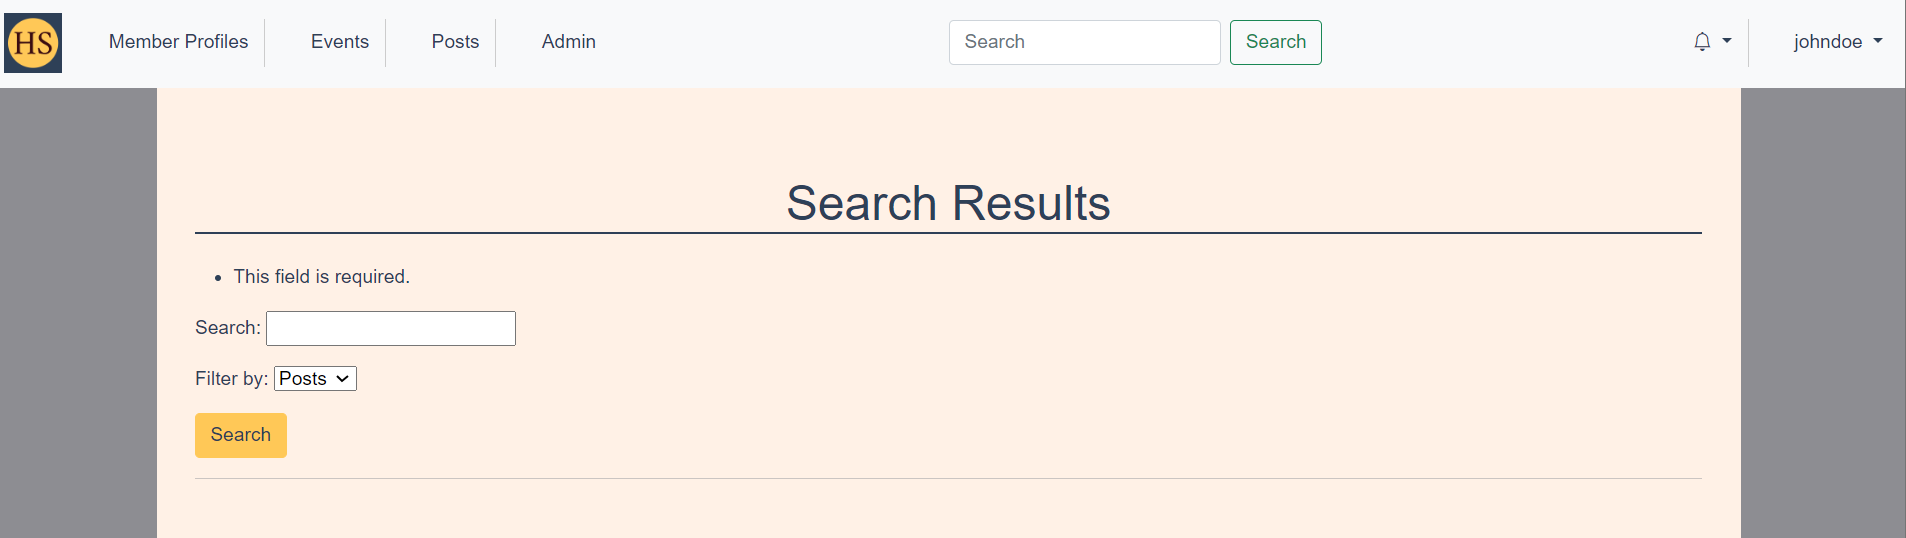 HS Member Profiles Events Posts Admin Search Search johndoe
Search Results
This field is required.
Search:
Filter by: Posts
Search